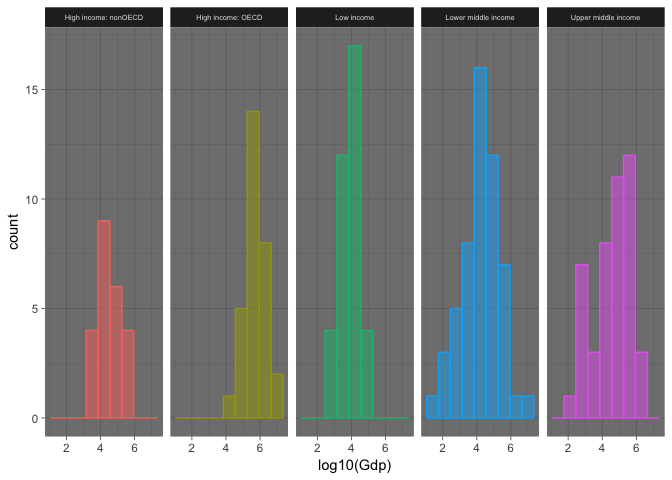 High income: nonOECD
High income: OECD
Low income
Lower middle income
Upper middle income
15
10
5
0
count
2 4 6
2 4 6
2 4 6
2 4 6
2 4 6
log10(Gdp)